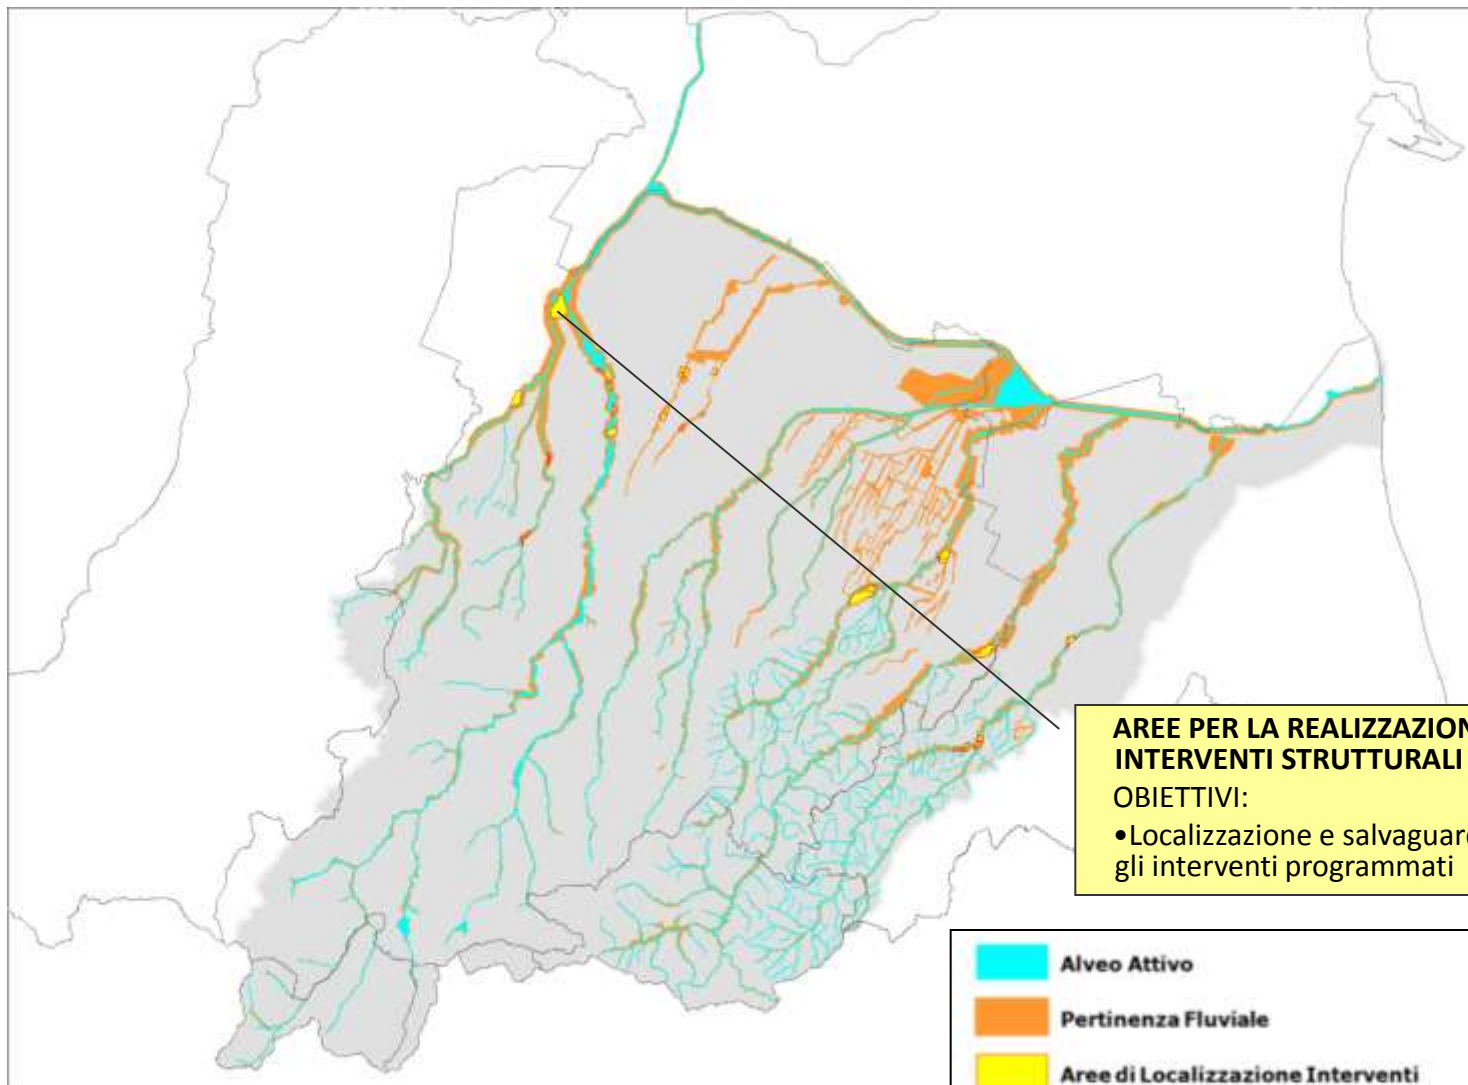 AREE PER LA REALIZZAZION
INTERVENTI STRUTTURALI
OBIETTIVI:
•Localizzazione e salvaguard
gli interventi programmati
Alveo Attivo
Pertinenza Fluviale
Aree di Localizzazione Interventi